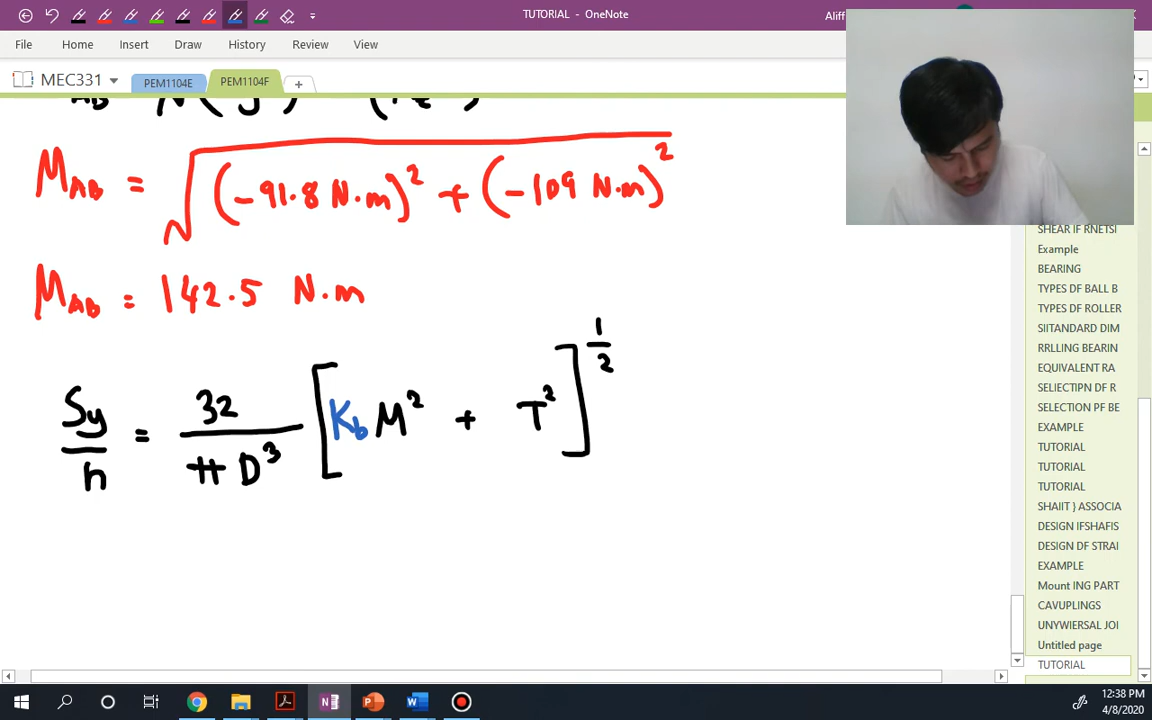 TUTORIAL - OneNote
Aliff
File Home Insert Draw History Review View
MEC331 PEM1104E PEM1104F
M_AB = √((-91.8 N.m)² + (-109 N.m)²)
M_AB = 142.5 N.m
Sy/n = 32/πD³ [K_b M² + T²]^(1/2)
SHEAR IF RNETSI
Example
BEARING
TYPES DF BALL B
TYPES DF ROLLER
SIITANDARD DIM
RRLLING BEARIN
EQUIVALENT RA
SELIECTIPN DF R
SELECTION PF BE
EXAMPLE
TUTORIAL
TUTORIAL
TUTORIAL
SHAIIT } ASSOCIA
DESIGN IFSHAFIS
DESIGN DF STRAI
EXAMPLE
Mount ING PART
CAVUPLINGS
UNYWIERSAL JOI
Untitled page
TUTORIAL
12:38 PM
4/8/2020